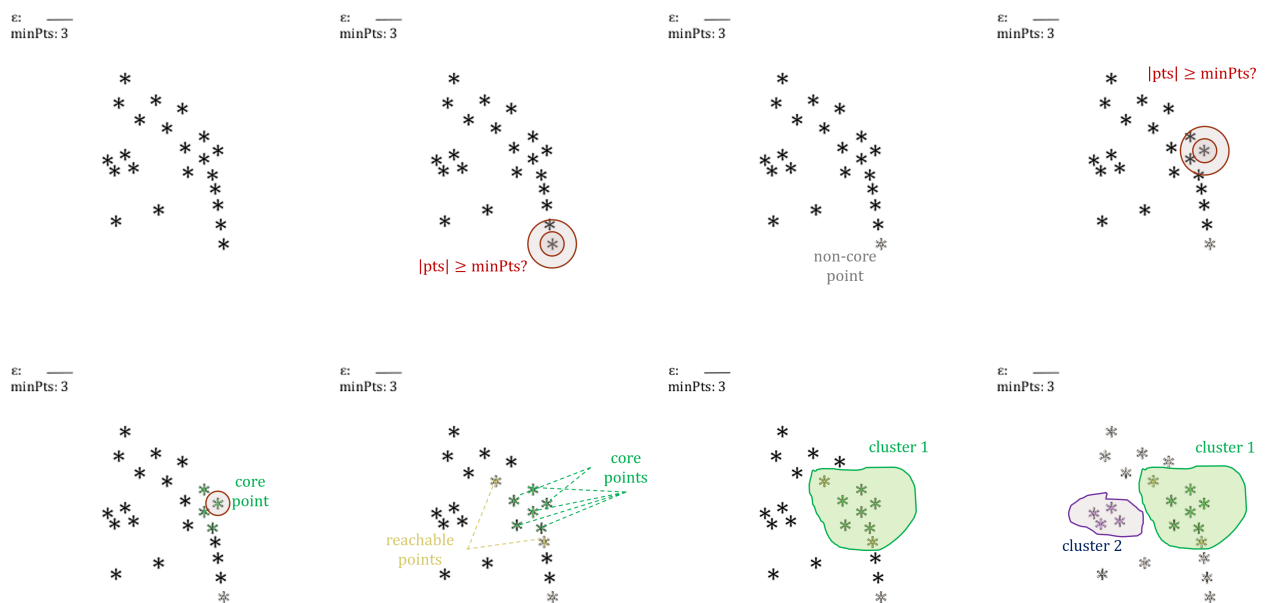 ε:
minPts: 3
ε:
minPts: 3
|pts| ≥ minPts?
ε:
minPts: 3
non-core
point
ε:
minPts: 3
|pts| ≥ minPts?
ε:
minPts: 3
core
point
ε:
minPts: 3
core
points
reachable
points
ε:
minPts: 3
cluster 1
ε:
minPts: 3
cluster 1
cluster 2